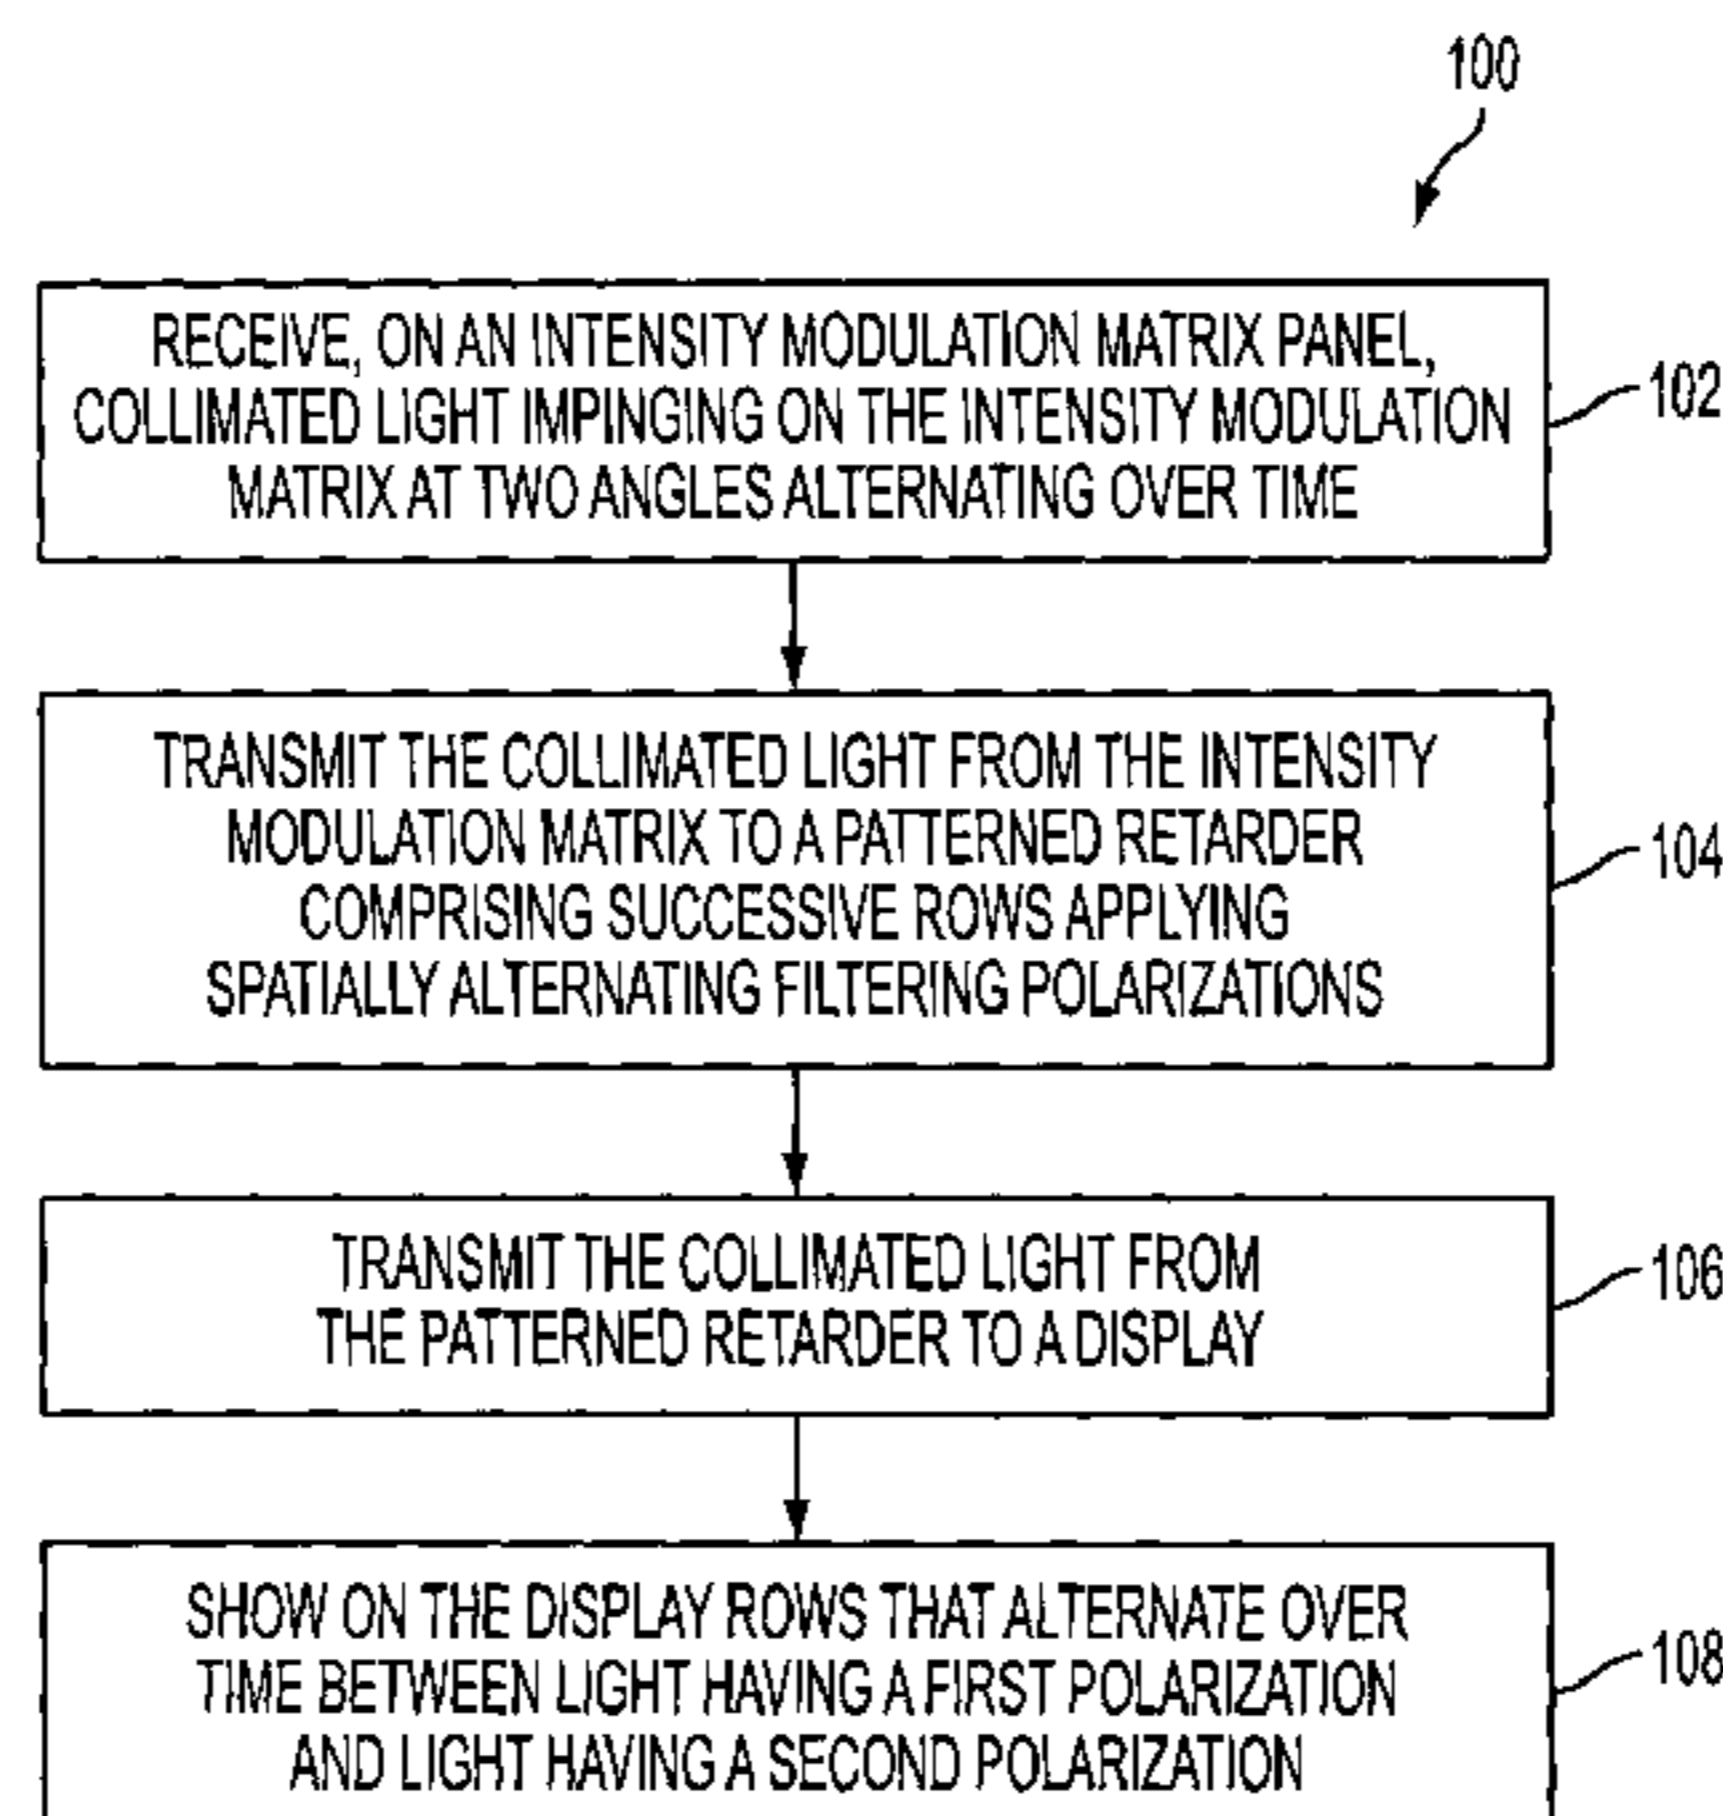 100
RECEIVE, ON AN INTENSITY MODULATION MATRIX PANEL,
COLLIMATED LIGHT IMPINGING ON THE INTENSITY MODULATION
MATRIX AT TWO ANGLES ALTERNATING OVER TIME
102
TRANSMIT THE COLLIMATED LIGHT FROM THE INTENSITY
MODULATION MATRIX TO A PATTERNED RETARDER
COMPRISING SUCCESSIVE ROWS APPLYING
SPATIALLY ALTERNATING FILTERING POLARIZATIONS
104
TRANSMIT THE COLLIMATED LIGHT FROM
THE PATTERNED RETARDER TO A DISPLAY
106
SHOW ON THE DISPLAY ROWS THAT ALTERNATE OVER
TIME BETWEEN LIGHT HAVING A FIRST POLARIZATION
AND LIGHT HAVING A SECOND POLARIZATION
108